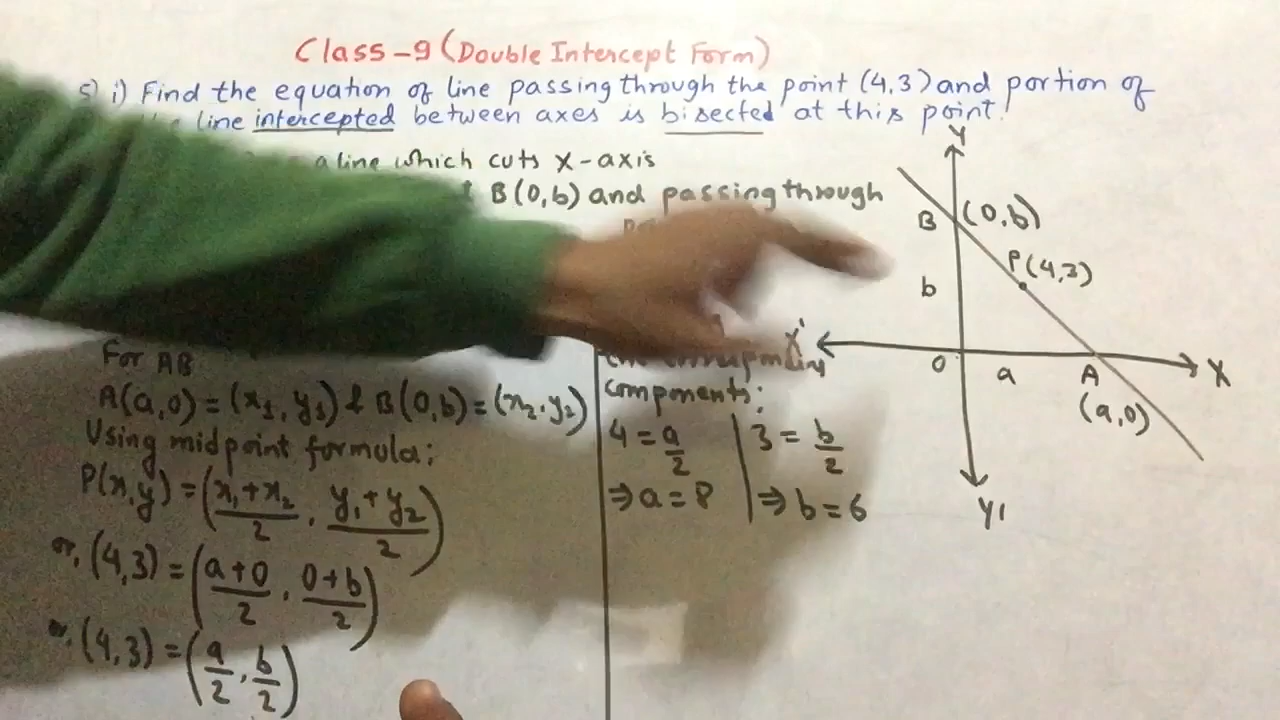 Class-9 (Double Intercept Form)
5) i) Find the equation of line passing through the point (4,3) and portion of
the line intercepted between axes is bisected at this point.
a line which cuts X-axis
B(0,b) and passing through
For AB
A(a,0) = (x₁, y₁) & B(0,b) = (x₂, y₂)
Using midpoint formula;
P(x,y) = (x₁+x₂/2, y₁+y₂/2)
or, (4,3) = (a+0/2, 0+b/2)
or, (4,3) = (a/2, b/2)
components;
4 = a/2
⇒ a = 8
3 = b/2
⇒ b = 6
Y
B (0,b)
P(4,3)
b
X'
O
a
A
X
(a,0)
Y'